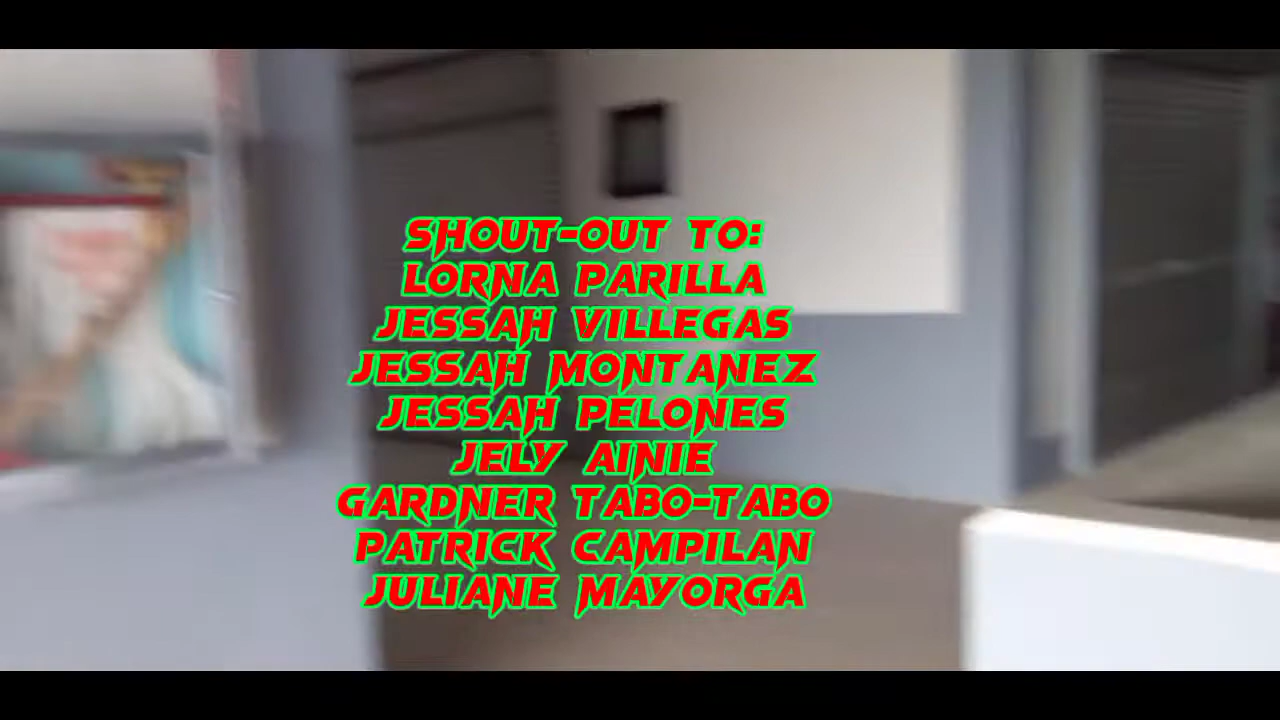 SHOUT-OUT TO:
LORNA PARILLA
JESSAH VILLEGAS
JESSAH MONTANEZ
JESSAH PELONES
JELY AINIE
GARDNER TABO-TABO
PATRICK CAMPILAN
JULIANE MAYORGA